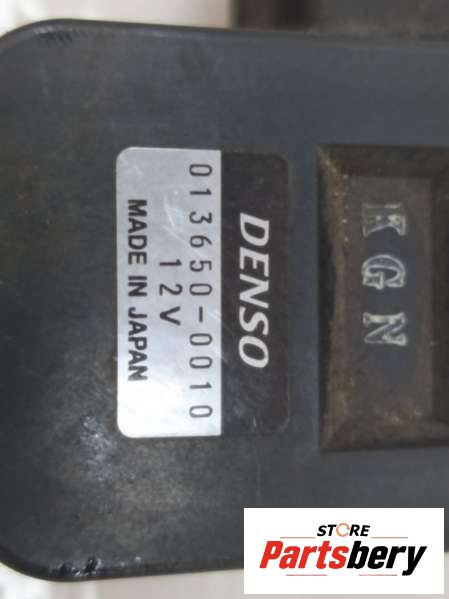 DENSO
013650-0010
12V
MADE IN JAPAN
KGN
STORE
Partsbery